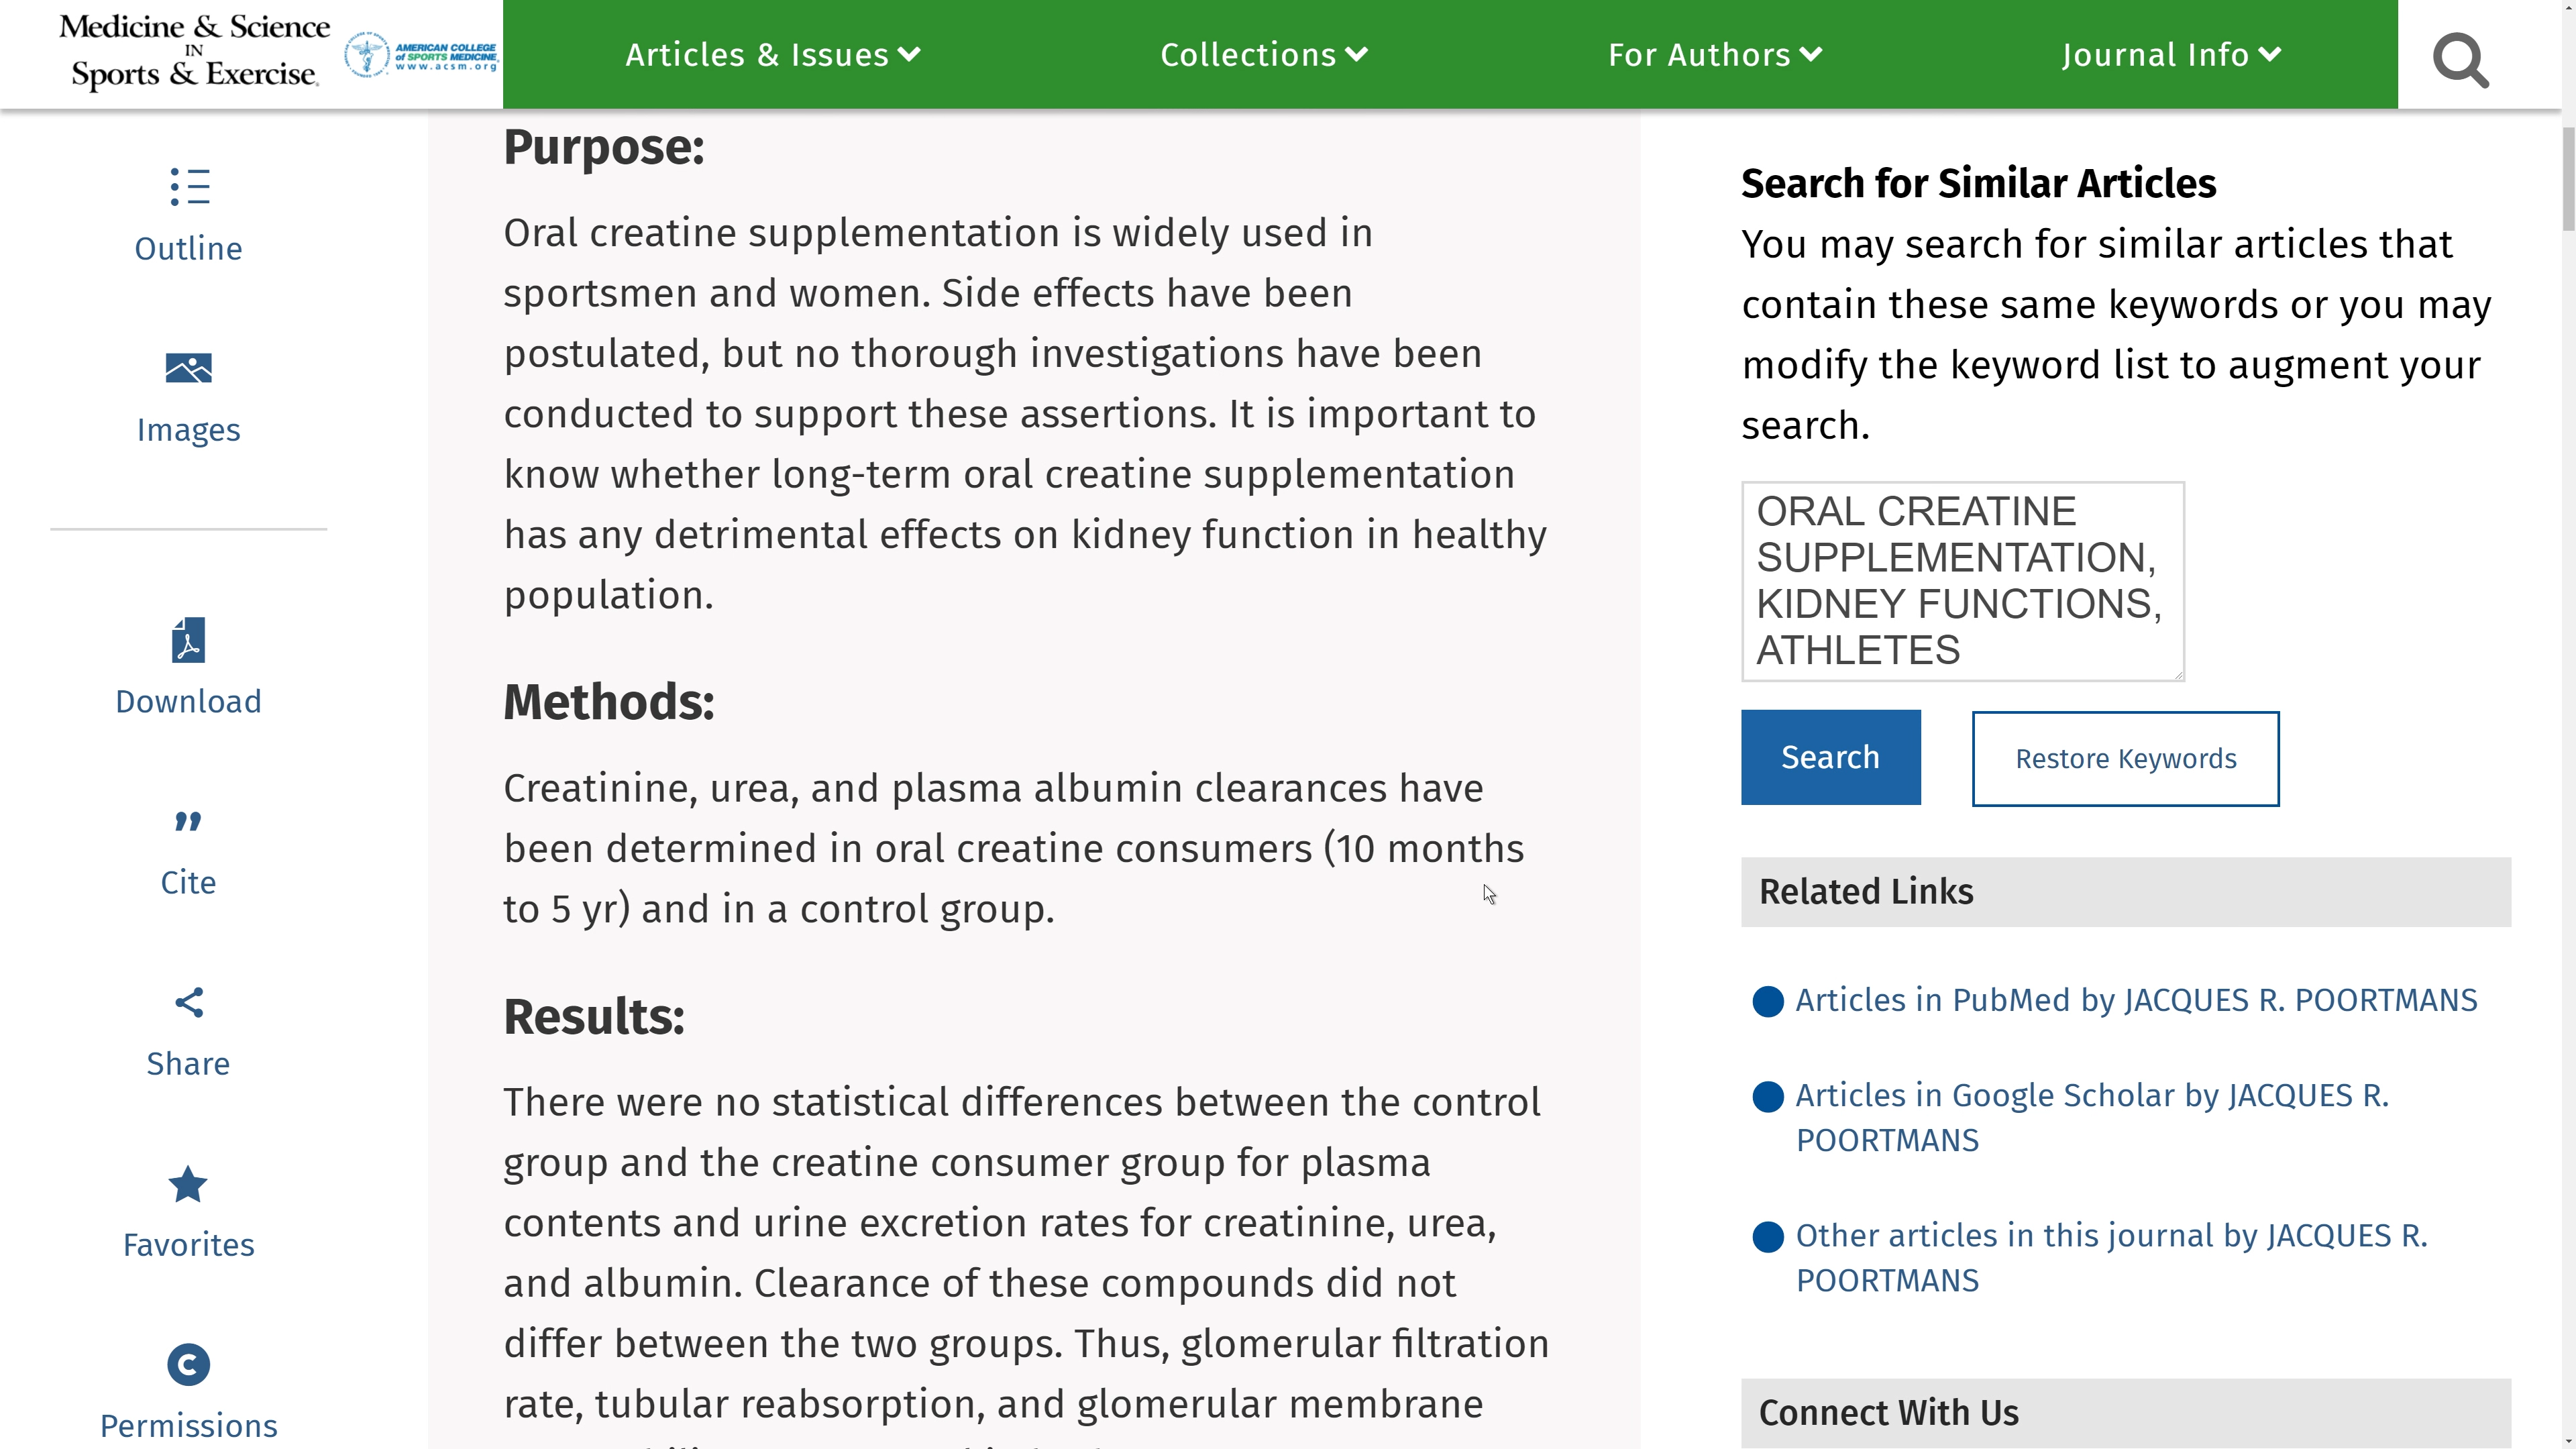 Medicine & Science
IN
Sports & Exercise
AMERICAN COLLEGE
of SPORTS MEDICINE
www.acsm.org
Articles & Issues
Collections
For Authors
Journal Info
Outline
Images
Download
Cite
Share
Favorites
Permissions
Purpose:
Oral creatine supplementation is widely used in
sportsmen and women. Side effects have been
postulated, but no thorough investigations have been
conducted to support these assertions. It is important to
know whether long-term oral creatine supplementation
has any detrimental effects on kidney function in healthy
population.
Methods:
Creatinine, urea, and plasma albumin clearances have
been determined in oral creatine consumers (10 months
to 5 yr) and in a control group.
Results:
There were no statistical differences between the control
group and the creatine consumer group for plasma
contents and urine excretion rates for creatinine, urea,
and albumin. Clearance of these compounds did not
differ between the two groups. Thus, glomerular filtration
rate, tubular reabsorption, and glomerular membrane
Search for Similar Articles
You may search for similar articles that
contain these same keywords or you may
modify the keyword list to augment your
search.
ORAL CREATINE
SUPPLEMENTATION,
KIDNEY FUNCTIONS,
ATHLETES
Search
Restore Keywords
Related Links
Articles in PubMed by JACQUES R. POORTMANS
Articles in Google Scholar by JACQUES R.
POORTMANS
Other articles in this journal by JACQUES R.
POORTMANS
Connect With Us